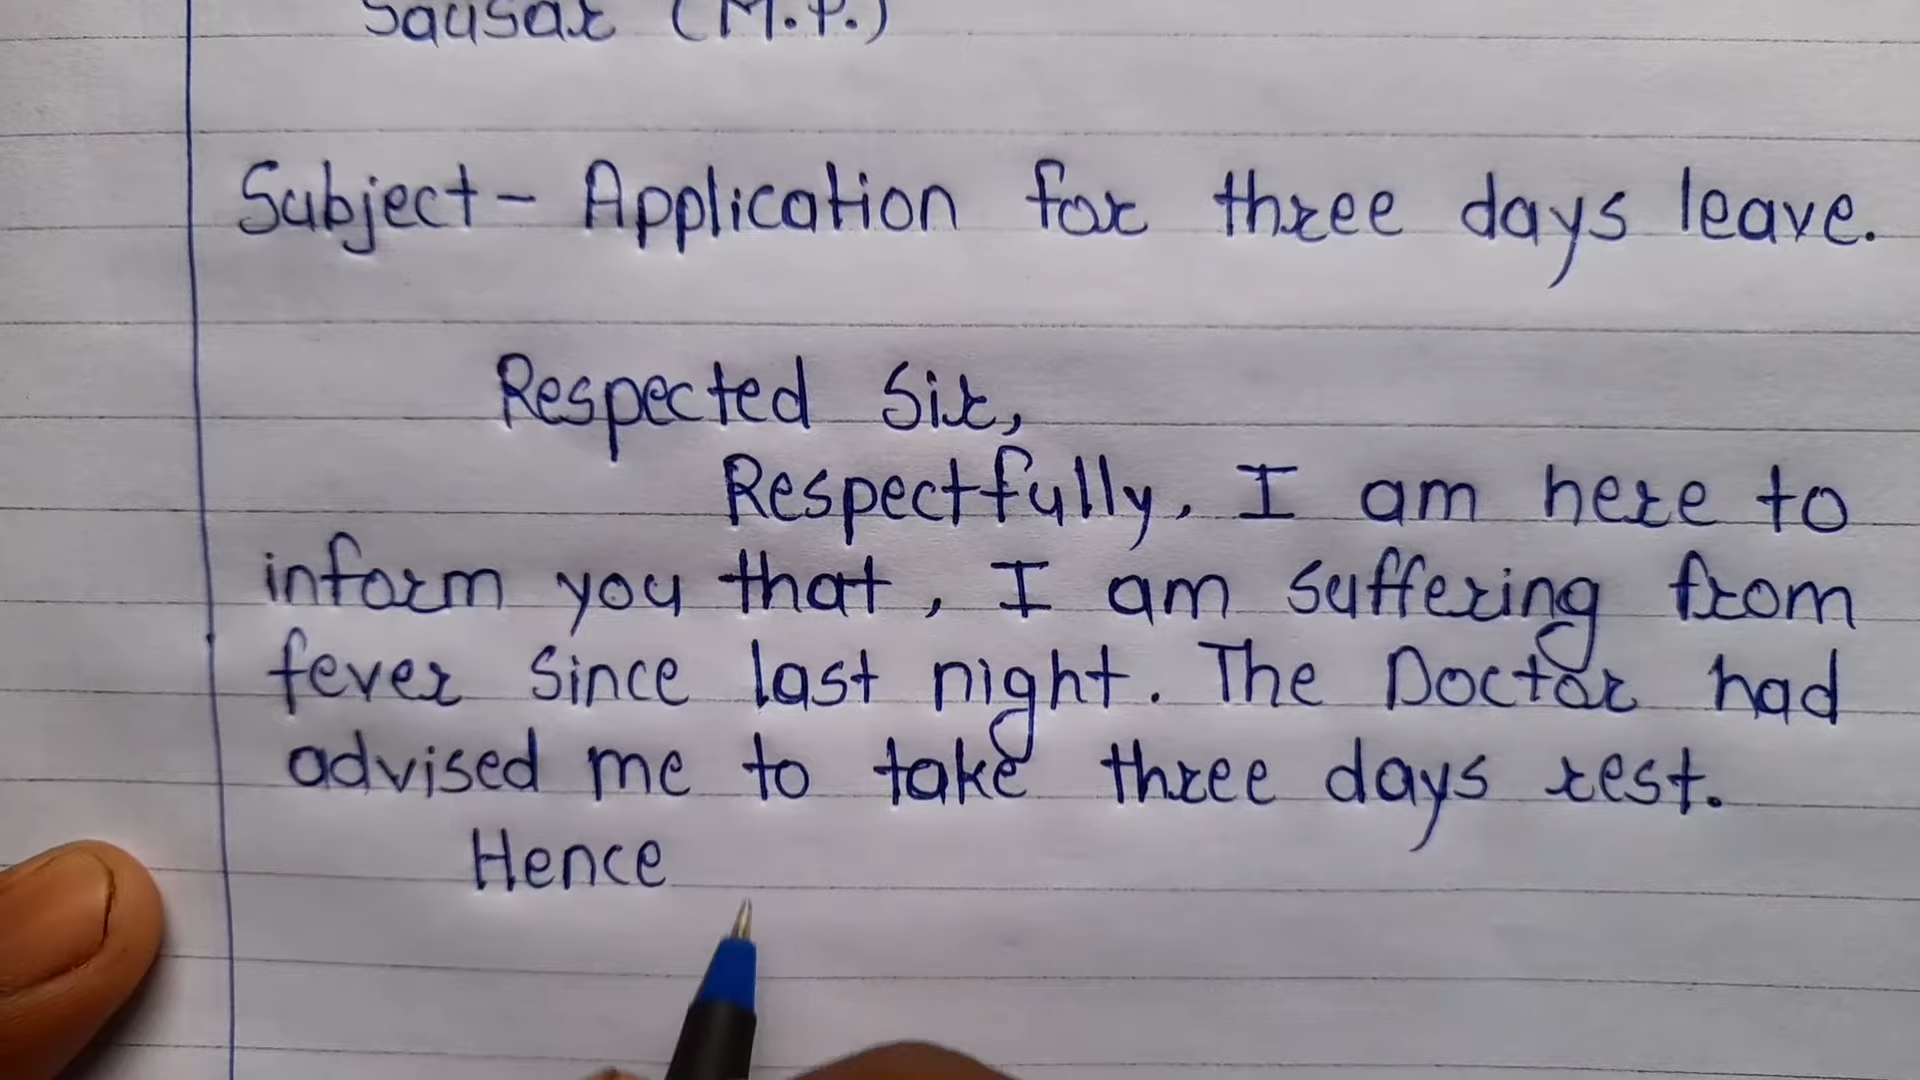 Sausar (M.P.)
Subject - Application for three days leave.
Respected Sir,
Respectfully, I am here to
inform you that, I am suffering from
fever since last night. The Doctor had
advised me to take three days rest.
Hence